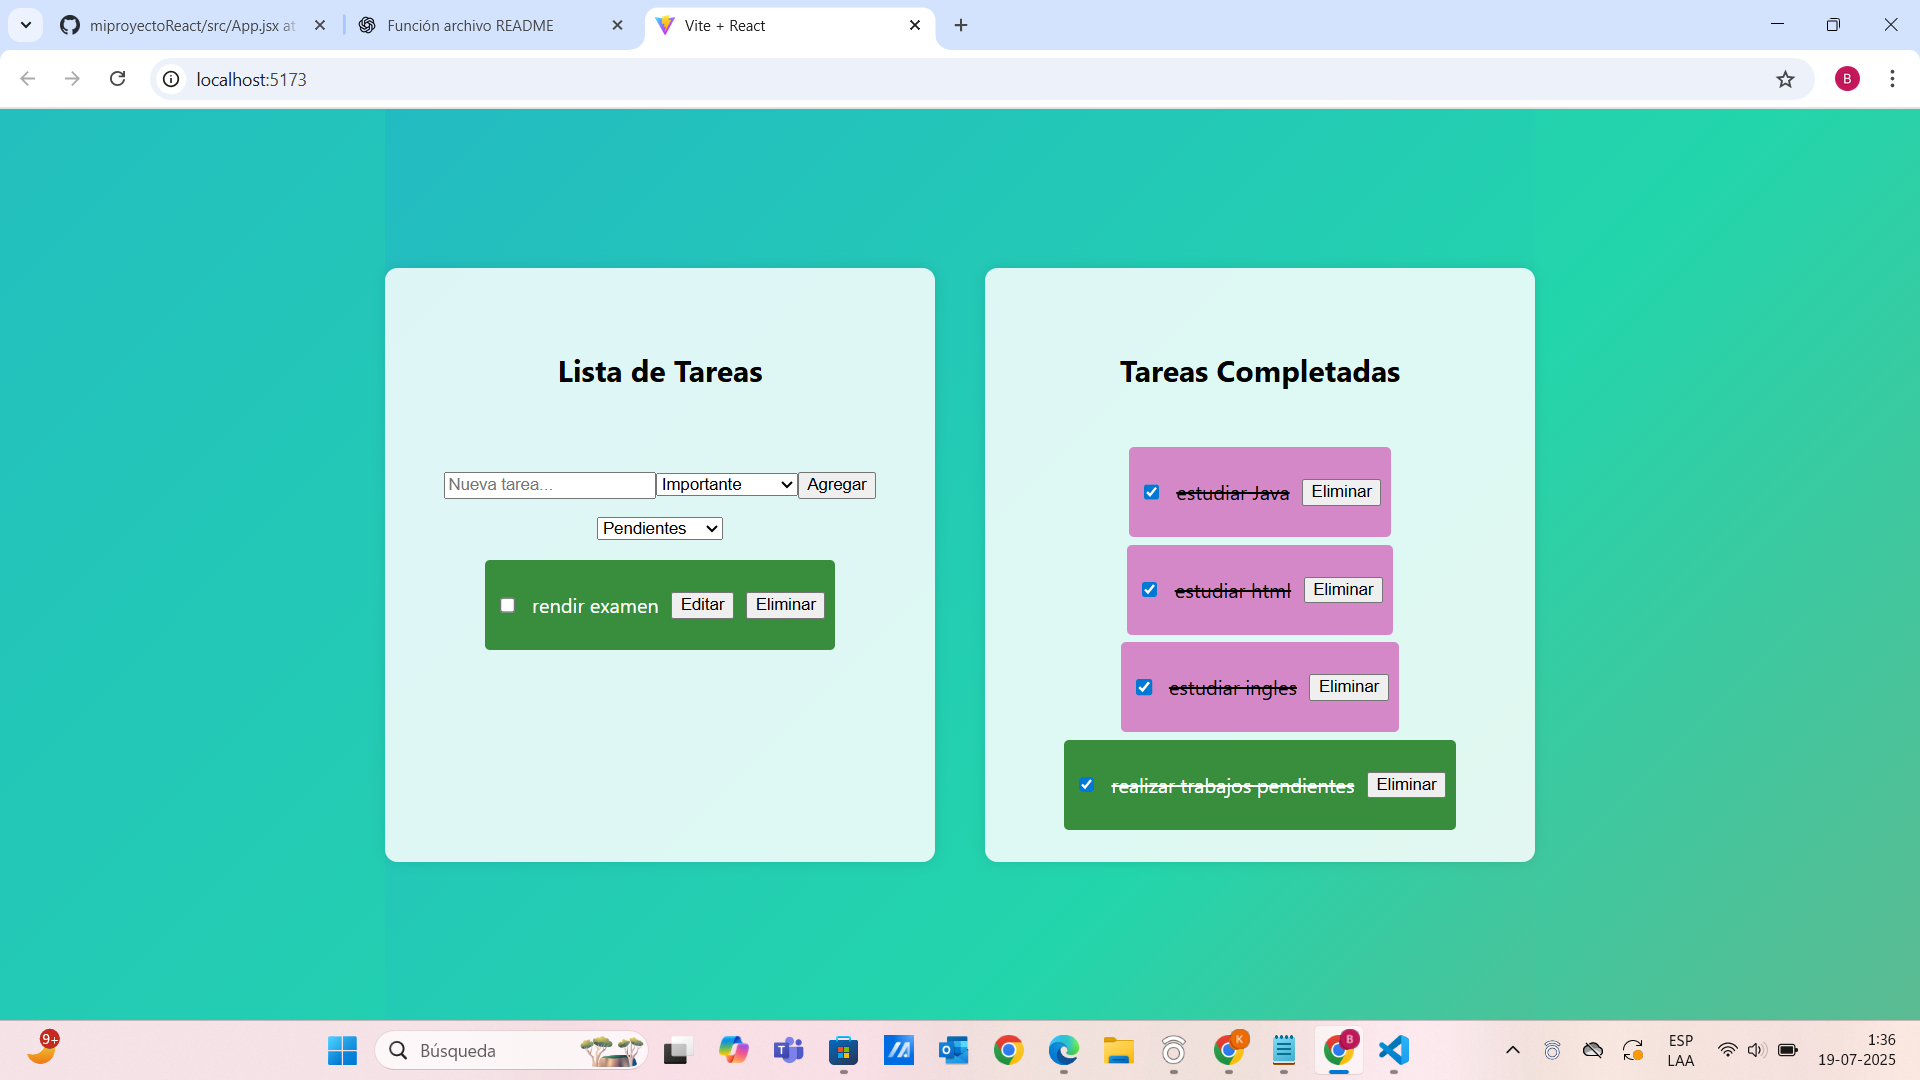 miproyectoReact/src/App.jsx at
Función archivo README
Vite + React
localhost:5173
B
Lista de Tareas
Nueva tarea... Importante Agregar
Pendientes
rendir examen Editar Eliminar
Tareas Completadas
estudiar Java Eliminar
estudiar html Eliminar
estudiar ingles Eliminar
realizar trabajos pendientes Eliminar
9+
Búsqueda
K
B
ESP
LAA
1:36
19-07-2025